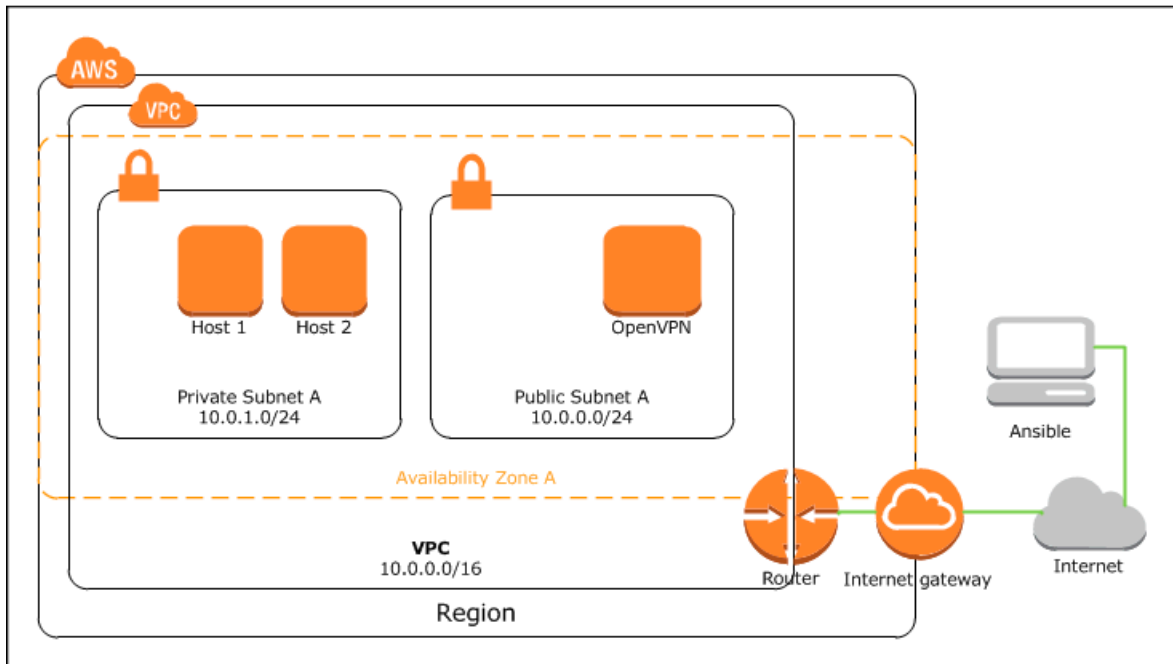 AWS
VPC
Host 1
Host 2
OpenVPN
Private Subnet A
10.0.1.0/24
Public Subnet A
10.0.0.0/24
Ansible
Availability Zone A
VPC
10.0.0.0/16
Router
Internet gateway
Internet
Region